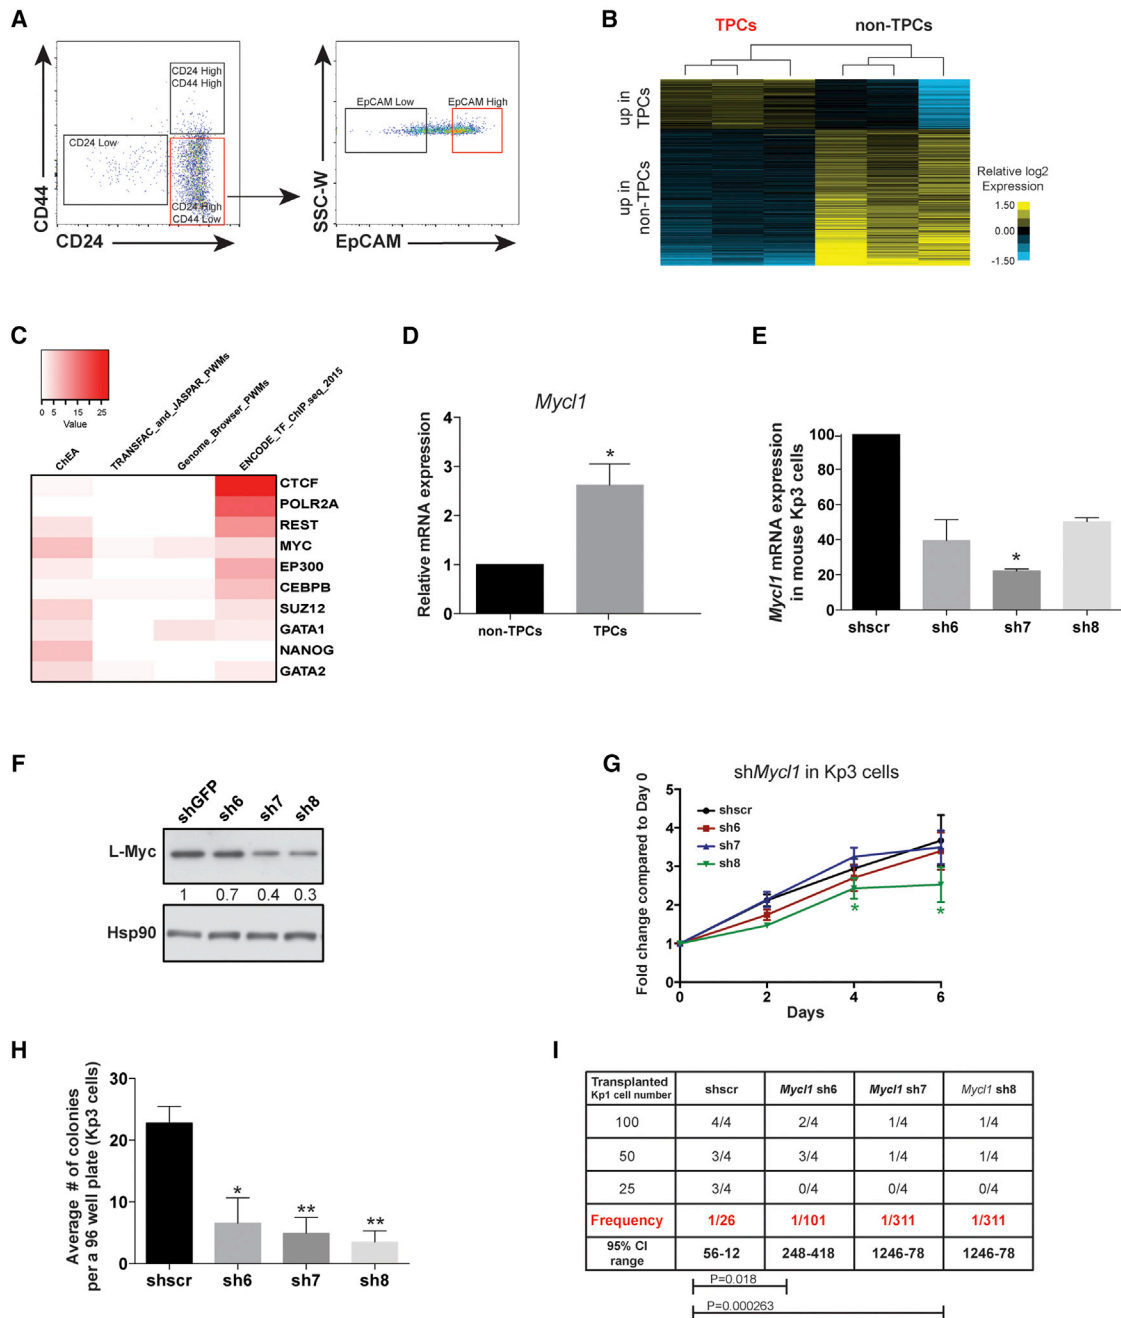 A
CD44
CD24
CD24 High
CD44 High
CD24 Low
CD24 High
CD44 Low
SSC-W
EpCAM
EpCAM Low
EpCAM High
B
TPCs
non-TPCs
up in
TPCs
up in
non-TPCs
Relative log2
Expression
1.50
0.00
-1.50
C
0 5 15 25
Value
ChEA
TRANSFAC_and_JASPAR_PWMs
Genome_Browser_PWMs
ENCODE_TF_ChIP.seq_2015
CTCF
POLR2A
REST
MYC
EP300
CEBPB
SUZ12
GATA1
NANOG
GATA2
D
Mycl1
Relative mRNA expression
4
3
2
1
0
*
non-TPCs
TPCs
E
Mycl1 mRNA expression
in mouse Kp3 cells
100
80
60
40
20
0
*
shscr
sh6
sh7
sh8
F
shGFP
sh6
sh7
sh8
L-Myc
1 0.7 0.4 0.3
Hsp90
G
shMycl1 in Kp3 cells
Fold change compared to Day 0
5
4
3
2
1
0
shscr
sh6
sh7
sh8
*
*
0 2 4 6
Days
H
Average # of colonies
per a 96 well plate (Kp3 cells)
30
20
10
0
*
**
**
shscr
sh6
sh7
sh8
I
Transplanted
Kp1 cell number
shscr
Mycl1 sh6
Mycl1 sh7
Mycl1 sh8
100 4/4 2/4 1/4 1/4
50 3/4 3/4 1/4 1/4
25 3/4 0/4 0/4 0/4
Frequency 1/26 1/101 1/311 1/311
95% CI
range
56-12 248-418 1246-78 1246-78
P=0.018
P=0.000263